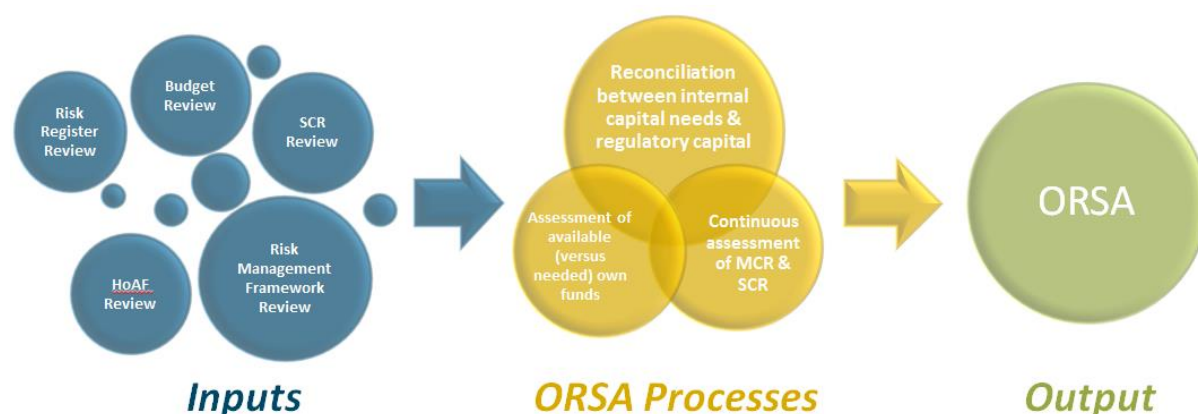 Risk
Register
Review
Budget
Review
SCR
Review
HoAF
Review
Risk
Management
Framework
Review
Inputs
Reconciliation
between internal
capital needs &
regulatory capital
Assessment of
available
(versus
needed) own
funds
Continuous
assessment
of MCR &
SCR
ORSA Processes
ORSA
Output